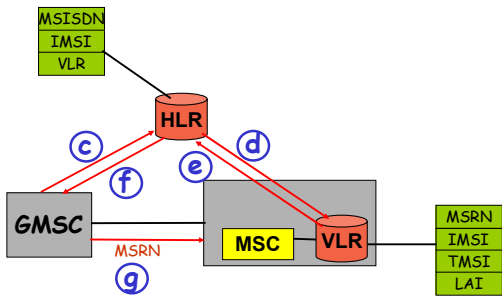 MSISDN
IMSI
VLR
HLR
c
d
e
f
GMSC
MSRN
g
MSC
VLR
MSRN
IMSI
TMSI
LAI